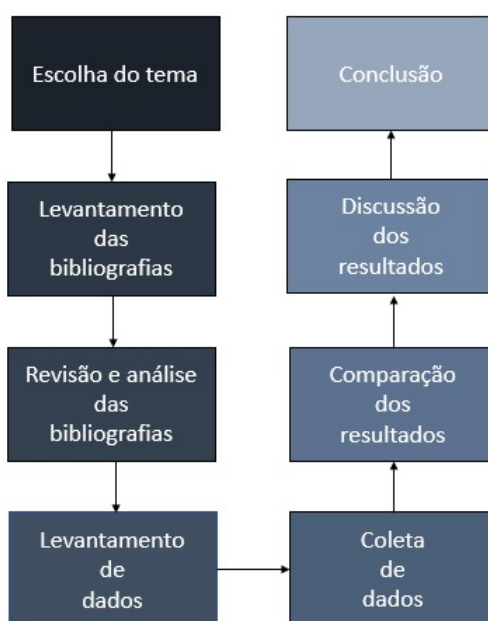 Escolha do tema
Levantamento
das
bibliografias
Revisão e análise
das
bibliografias
Levantamento
de
dados
Coleta
de
dados
Comparação
dos
resultados
Discussão
dos
resultados
Conclusão